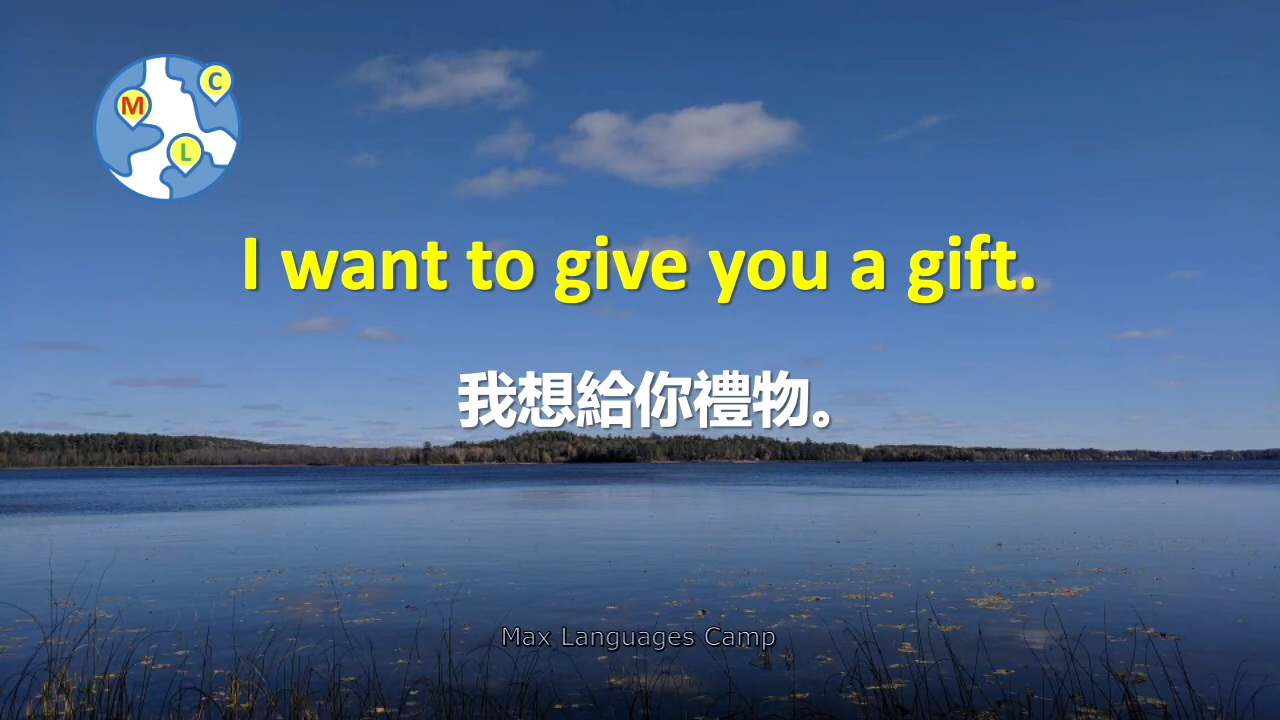 C
M
L
I want to give you a gift.
我想給你禮物。
Max Languages Camp